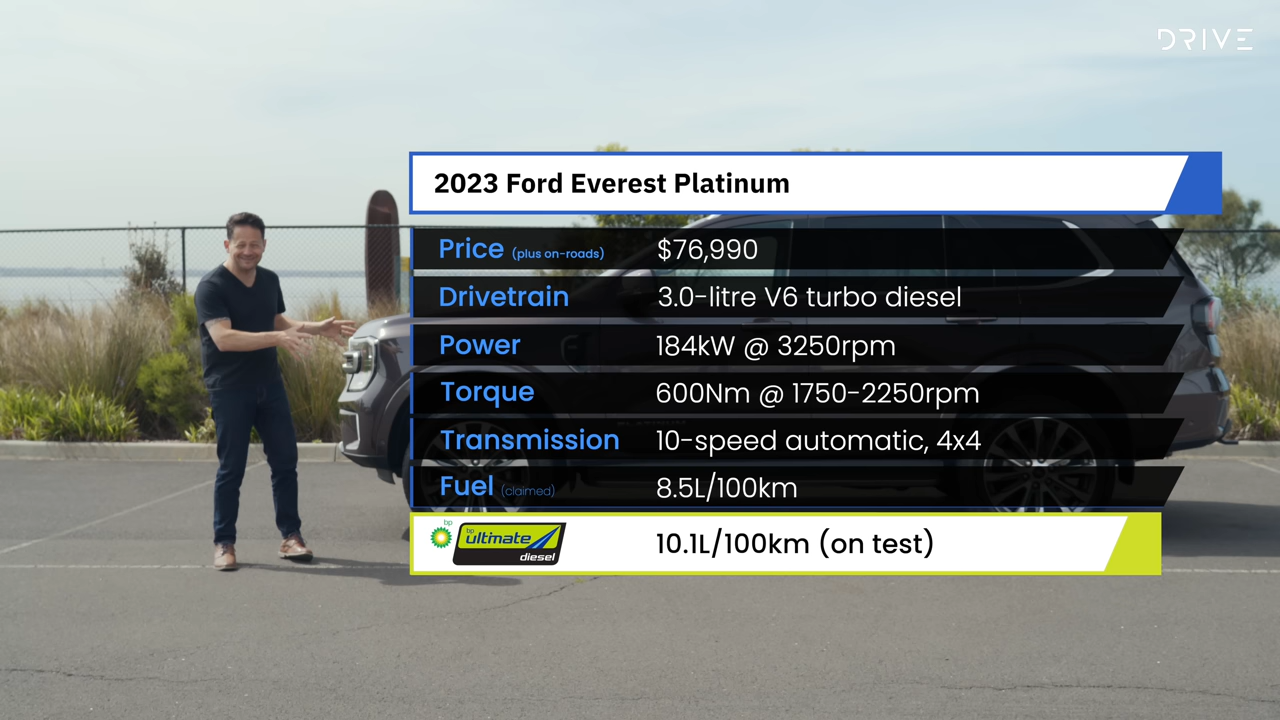 DRIVE
2023 Ford Everest Platinum
Price (plus on-roads) $76,990
Drivetrain 3.0-litre V6 turbo diesel
Power 184kW @ 3250rpm
Torque 600Nm @ 1750-2250rpm
Transmission 10-speed automatic, 4x4
Fuel (claimed) 8.5L/100km
bp bp ultimate diesel 10.1L/100km (on test)